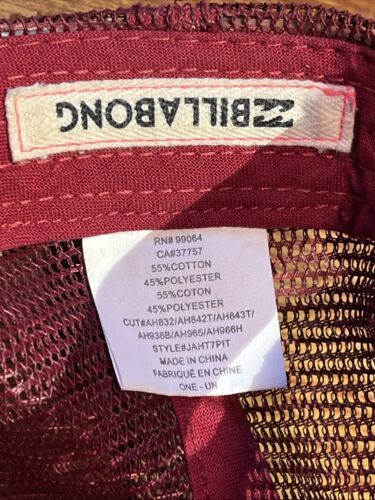 BILLABONG
RN# 99064
CA#37757
55%COTTON
45%POLYESTER
55%COTON
45%POLYESTER
CUT#AH832/AH842T/AH843T/
AH938B/AH965/AH966H
STYLE#JAHT7PIT
MADE IN CHINA
FABRIQUÉ EN CHINE
ONE - UN